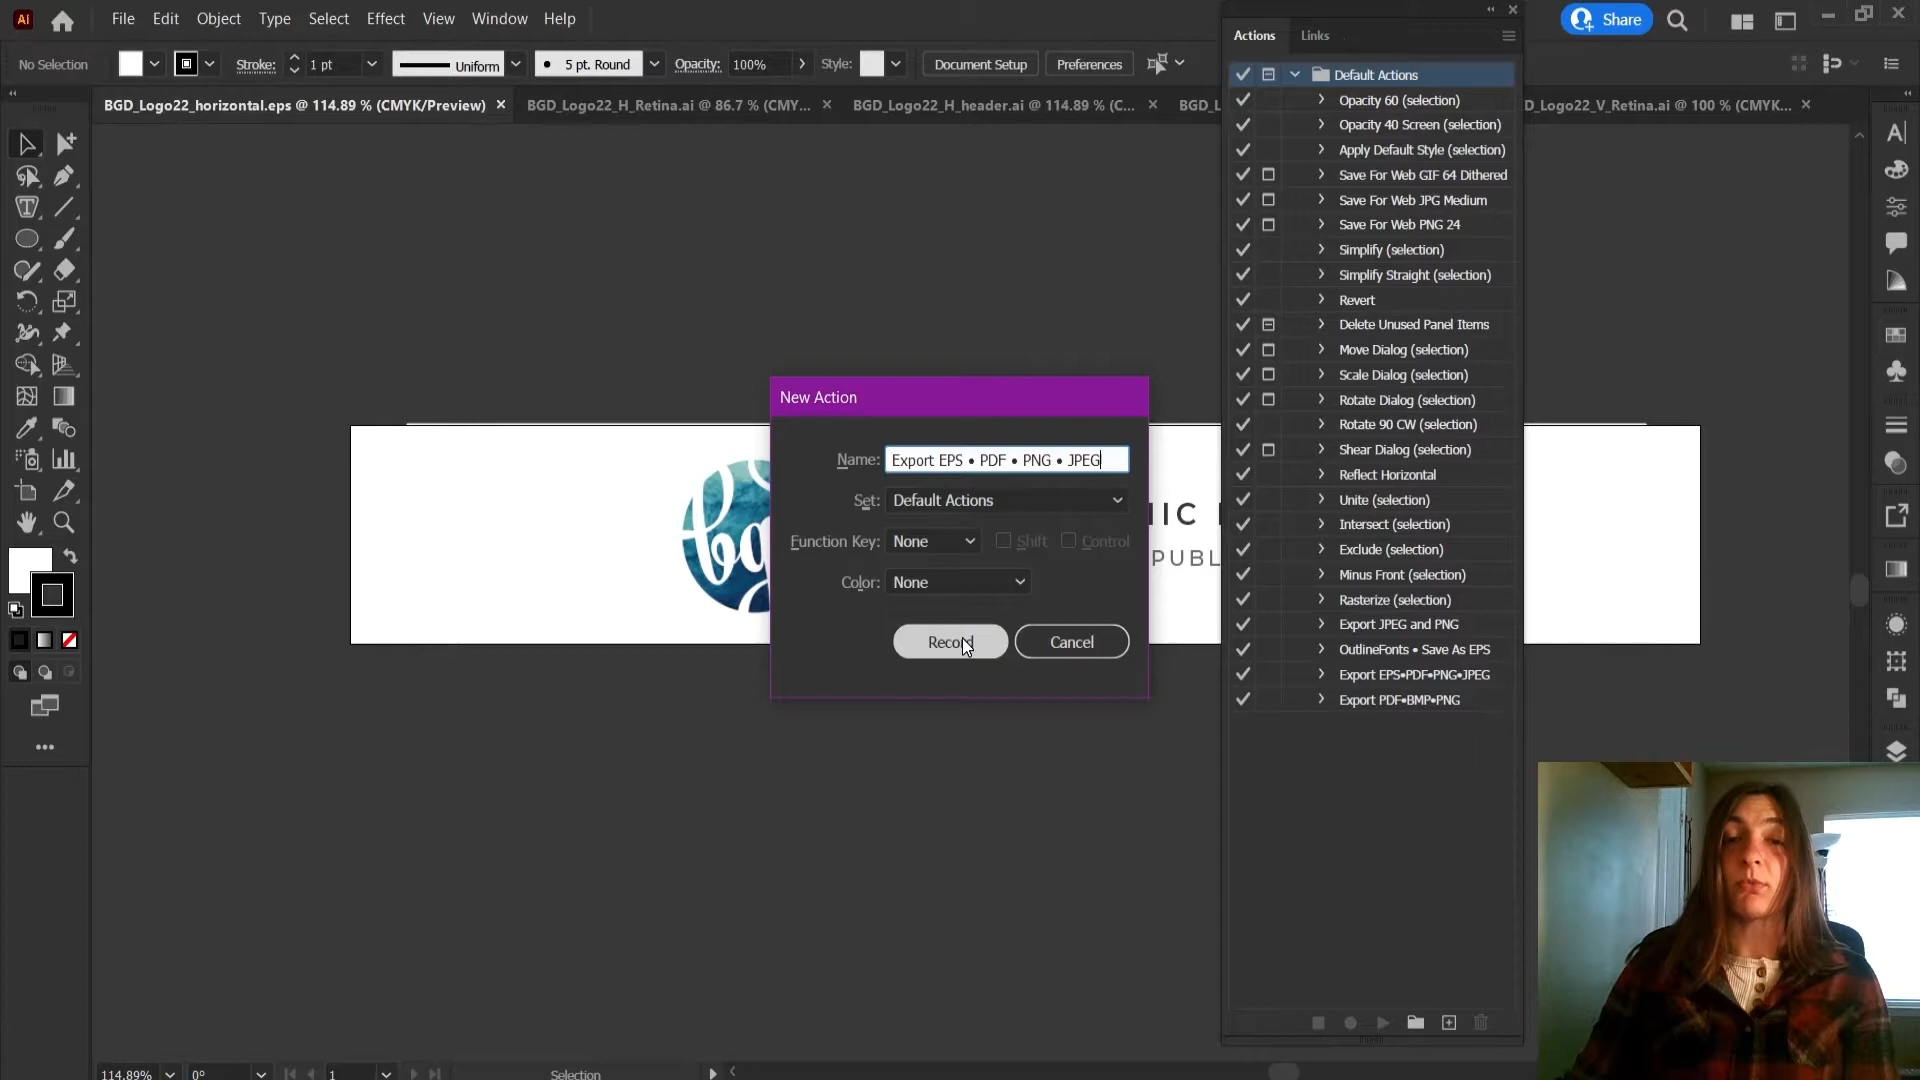 Ai File Edit Object Type Select Effect View Window Help
Share
No Selection Stroke: 1 pt Uniform 5 pt. Round Opacity: 100% Style: Document Setup Preferences
BGD_Logo22_horizontal.eps @ 114.89 % (CMYK/Preview) BGD_Logo22_H_Retina.ai @ 86.7 % (CMY... BGD_Logo22_H_header.ai @ 114.89 % (CMY... BGD_L D_Logo22_V_Retina.ai @ 100 % (CMYK...
Actions Links
Default Actions
Opacity 60 (selection)
Opacity 40 Screen (selection)
Apply Default Style (selection)
Save For Web GIF 64 Dithered
Save For Web JPG Medium
Save For Web PNG 24
Simplify (selection)
Simplify Straight (selection)
Revert
Delete Unused Panel Items
Move Dialog (selection)
Scale Dialog (selection)
Rotate Dialog (selection)
Rotate 90 CW (selection)
Shear Dialog (selection)
Reflect Horizontal
Unite (selection)
Intersect (selection)
Exclude (selection)
Minus Front (selection)
Rasterize (selection)
Export JPEG and PNG
OutlineFonts • Save As EPS
Export EPS•PDF•PNG•JPEG
Export PDF•BMP•PNG
New Action
Name: Export EPS • PDF • PNG • JPEG
Set: Default Actions
Function Key: None Shift Control
Color: None
Record Cancel
PUBL
114.89% 0° 1 Selection